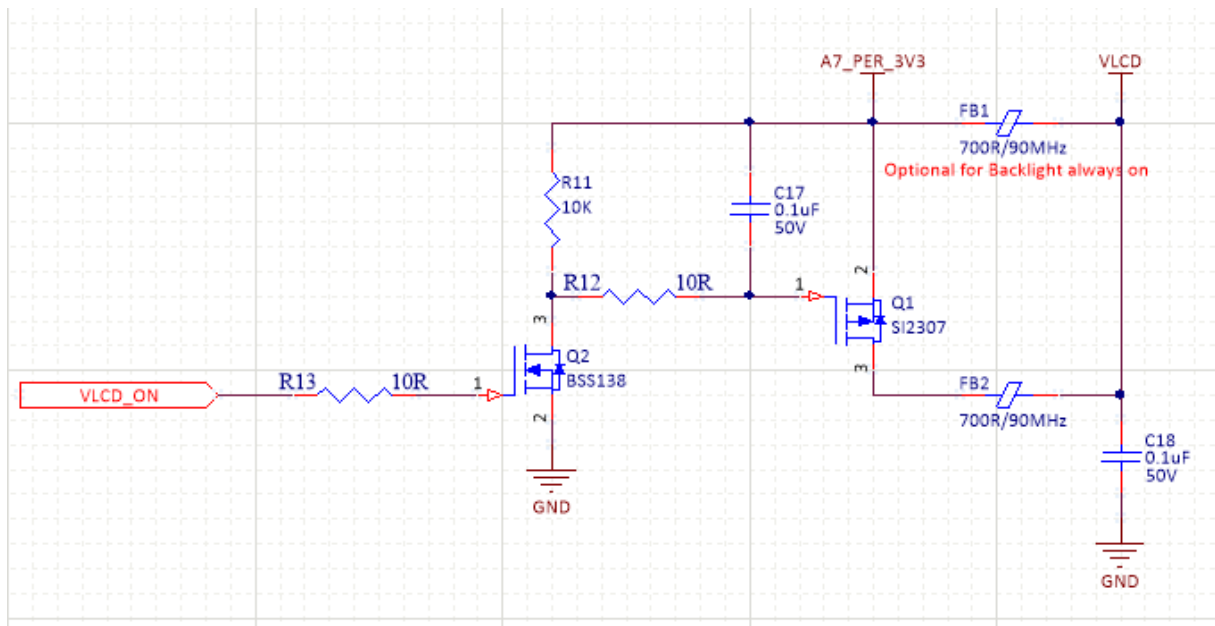 A7_PER_3V3
VLCD
FB1
700R/90MHz
Optional for Backlight always on
R11
10K
C17
0.1uF
50V
R12
10R
1
2
Q1
SI2307
3
3
Q2
BSS138
VLCD_ON
R13
10R
1
2
FB2
700R/90MHz
C18
0.1uF
50V
GND
GND